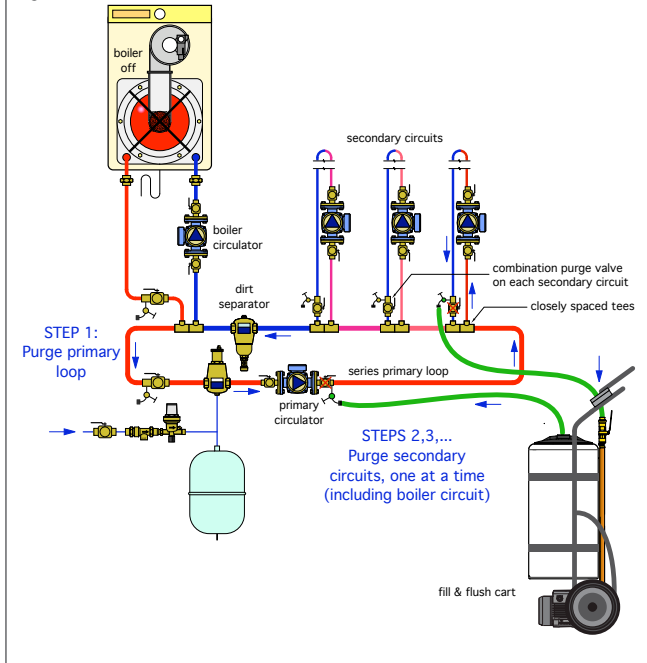 boiler
off
secondary circuits
boiler
circulator
combination purge valve
on each secondary circuit
dirt
separator
closely spaced tees
STEP 1:
Purge primary
loop
series primary loop
primary
circulator
STEPS 2,3,...
Purge secondary
circuits, one at a time
(including boiler circuit)
fill & flush cart